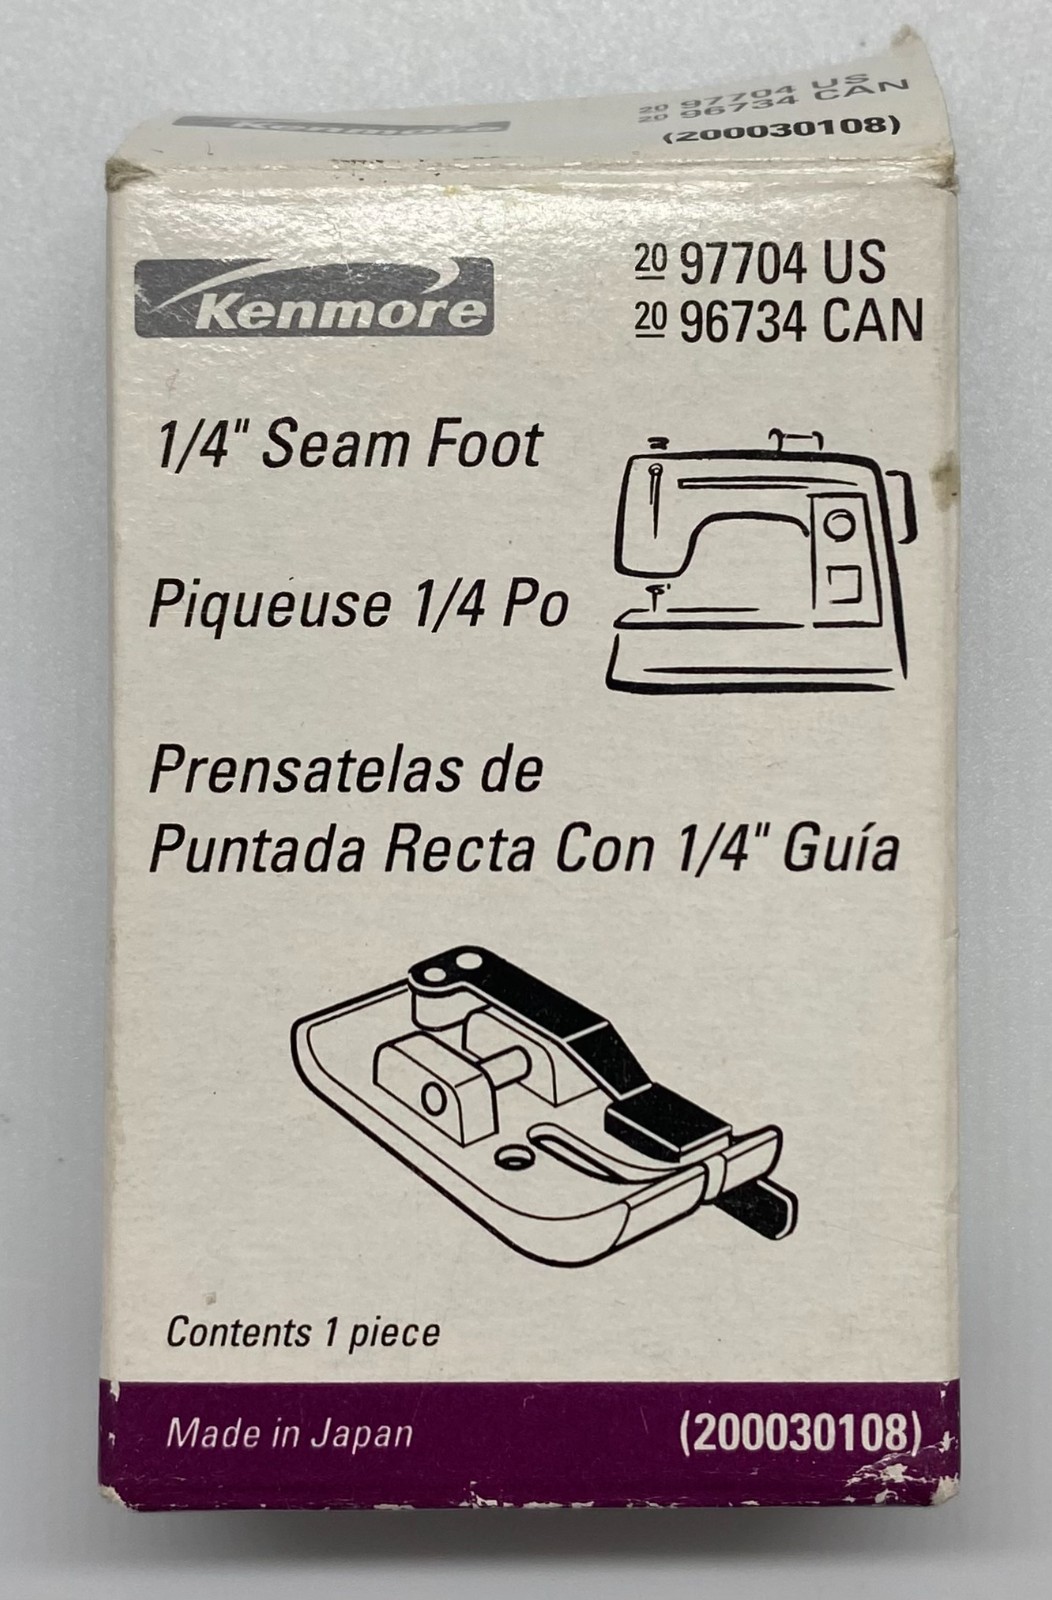 Kenmore
20 97704 US
20 96734 CAN
(200030108)
Kenmore
20 97704 US
20 96734 CAN
1/4" Seam Foot
Piqueuse 1/4 Po
Prensatelas de
Puntada Recta Con 1/4" Guía
Contents 1 piece
Made in Japan
(200030108)